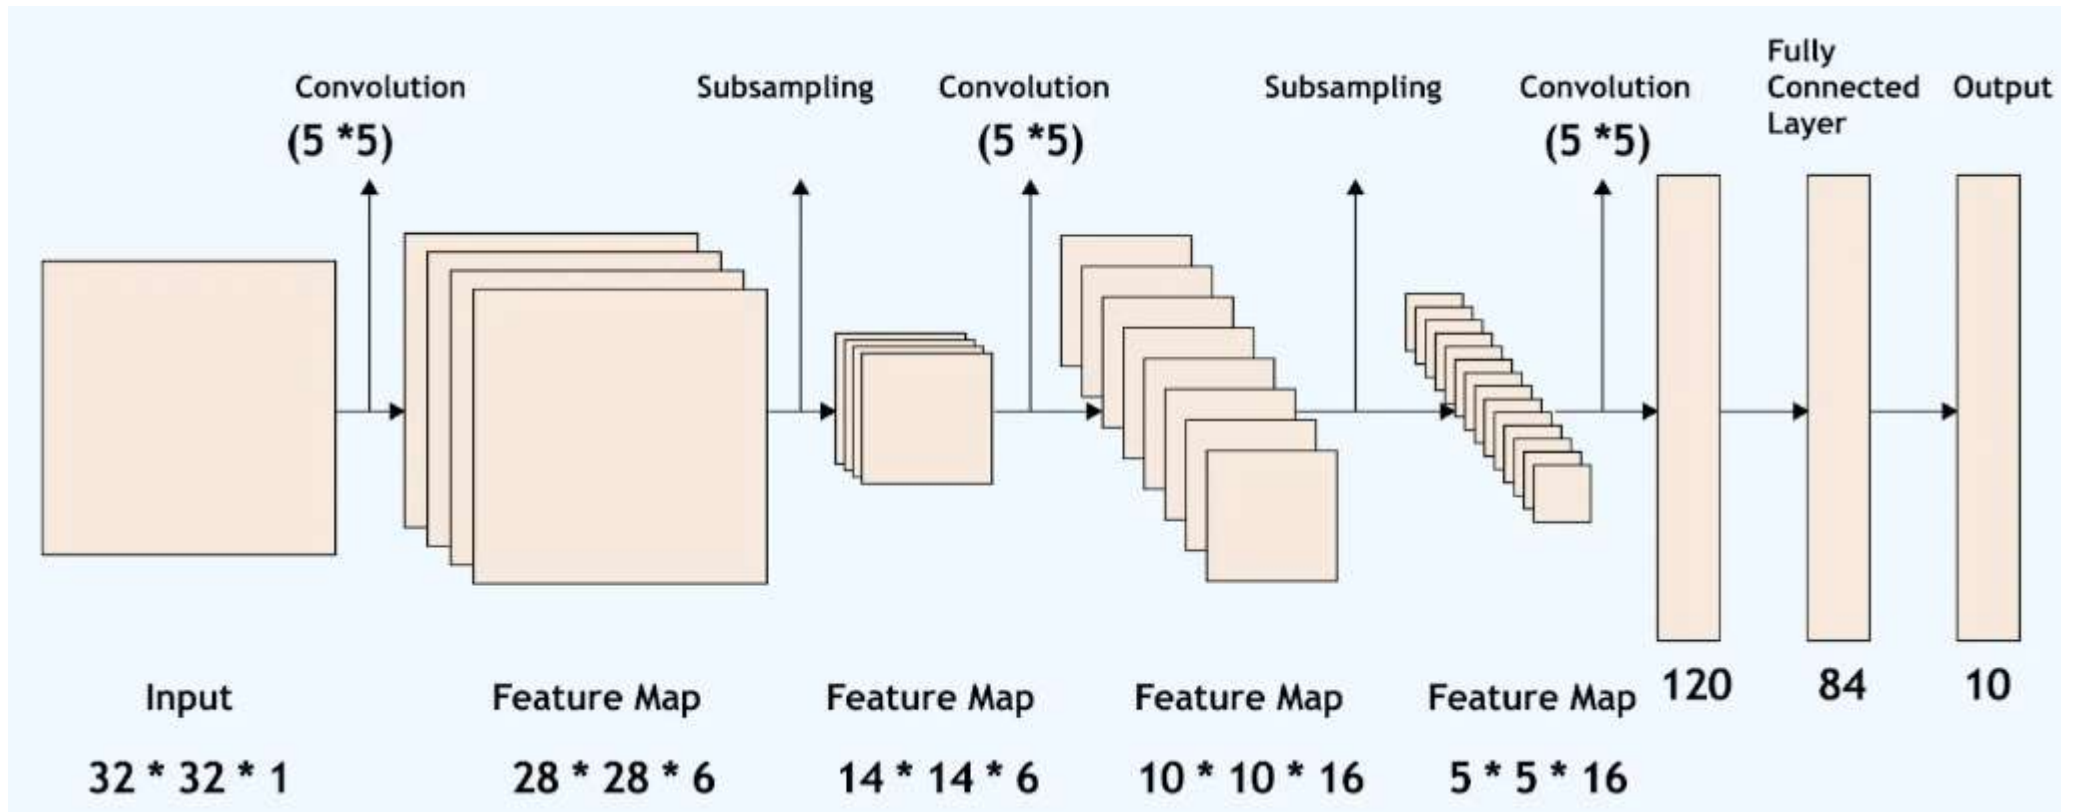 Convolution
(5 *5)
Subsampling
Convolution
(5 *5)
Subsampling
Convolution
(5 *5)
Fully
Connected
Layer
Output
Input
32 * 32 * 1
Feature Map
28 * 28 * 6
Feature Map
14 * 14 * 6
Feature Map
10 * 10 * 16
Feature Map
5 * 5 * 16
120
84
10